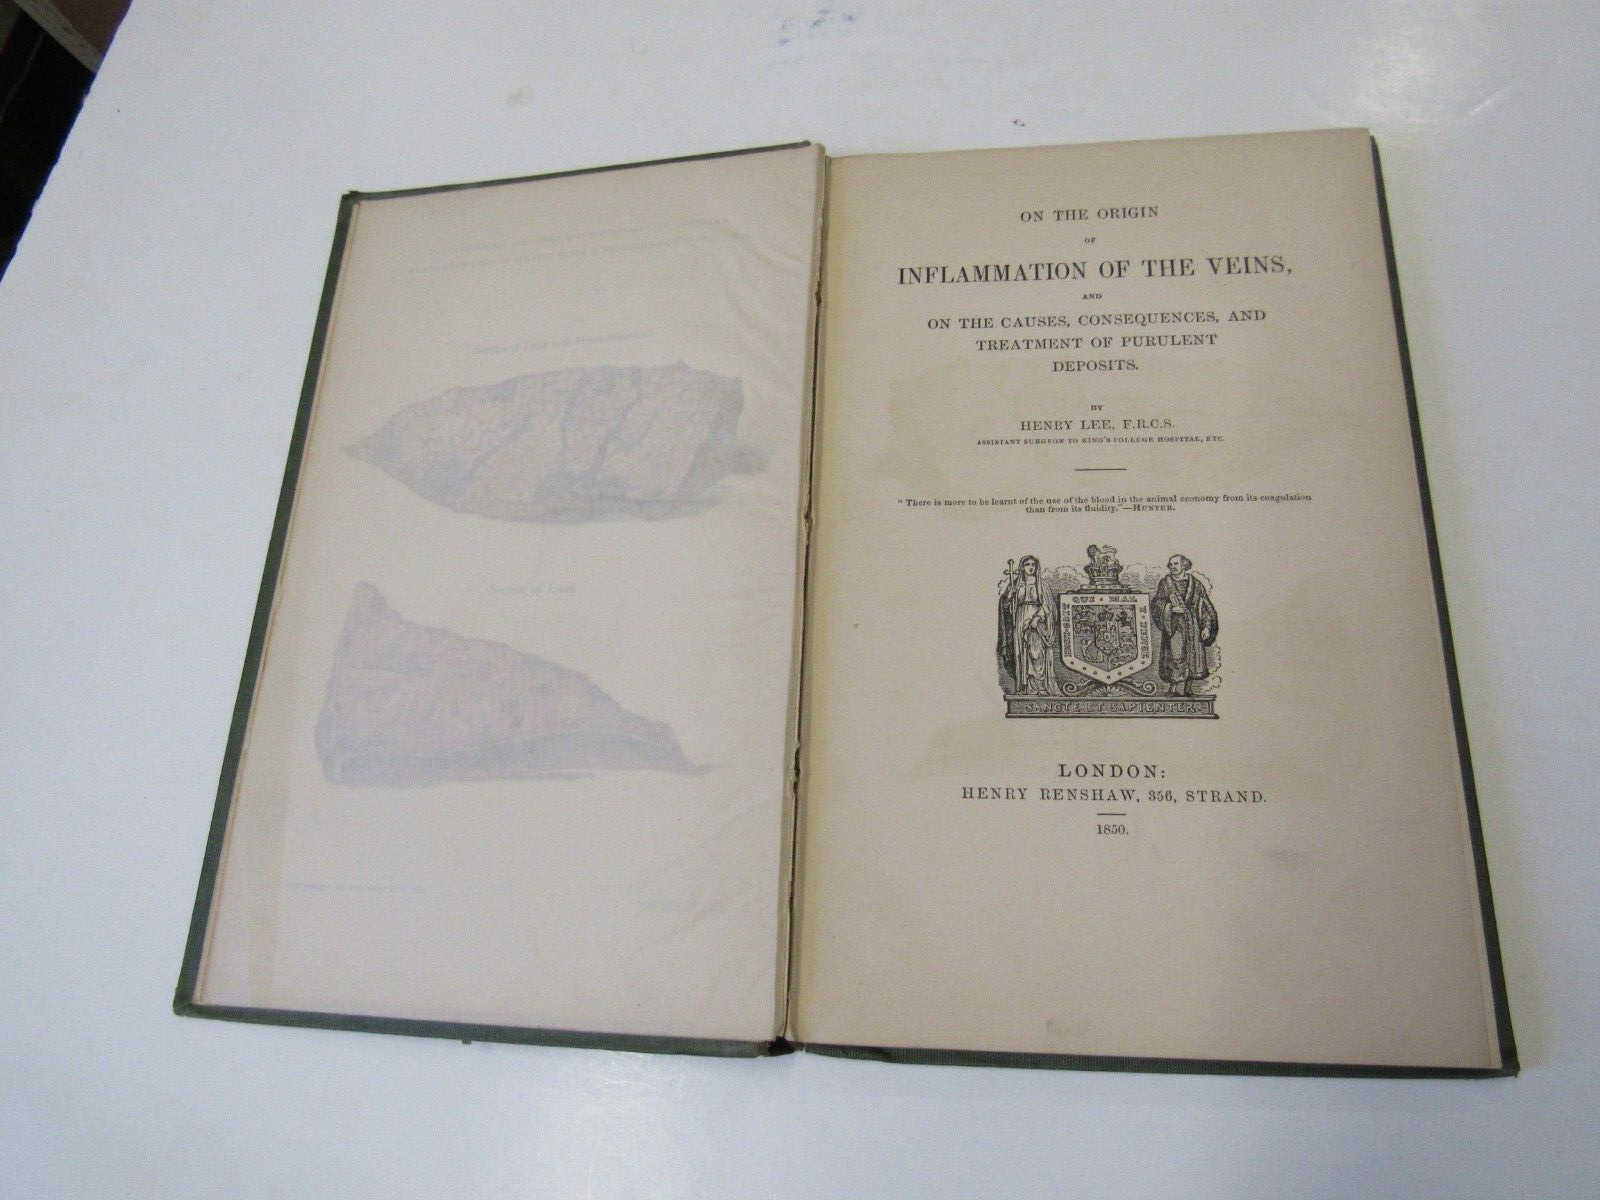 ON THE ORIGIN
OF
INFLAMMATION OF THE VEINS,
AND
ON THE CAUSES, CONSEQUENCES, AND
TREATMENT OF PURULENT
DEPOSITS.
BY
HENRY LEE, F.R.C.S.
ASSISTANT SURGEON TO KING'S COLLEGE HOSPITAL, ETC.
"There is more to be learnt of the use of the blood in the animal economy from its coagulation
than from its fluidity."—HUNTER.
SANCTE ET SAPIENTER
LONDON:
HENRY RENSHAW, 356, STRAND.
1850.